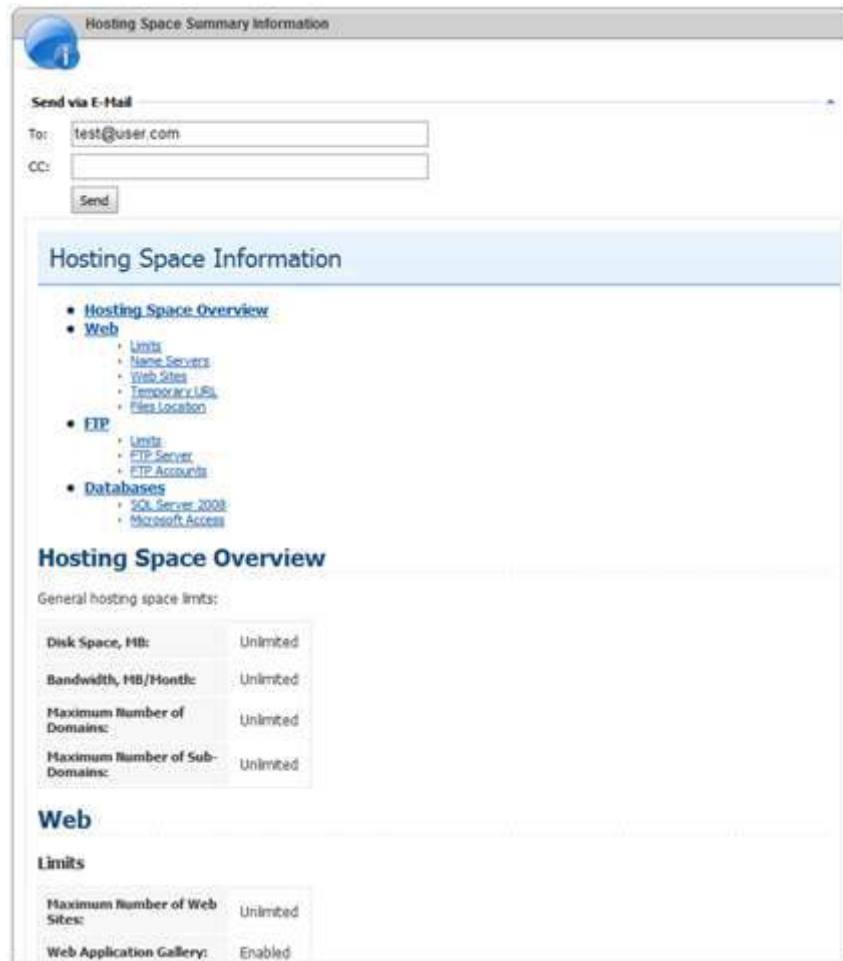 Hosting Space Summary Information
Send via E-Mail
To: test@user.com
CC:
Send
Hosting Space Information
Hosting Space Overview
Web
Limits
Name Servers
Web Sites
Temporary URL
Files Location
FTP
Limits
FTP Server
FTP Accounts
Databases
SQL Server 2008
Microsoft Access
Hosting Space Overview
General hosting space limits:
Disk Space, MB: Unlimited
Bandwidth, MB/Month: Unlimited
Maximum Number of
Domains: Unlimited
Maximum Number of Sub-
Domains: Unlimited
Web
Limits
Maximum Number of Web
Sites: Unlimited
Web Application Gallery: Enabled